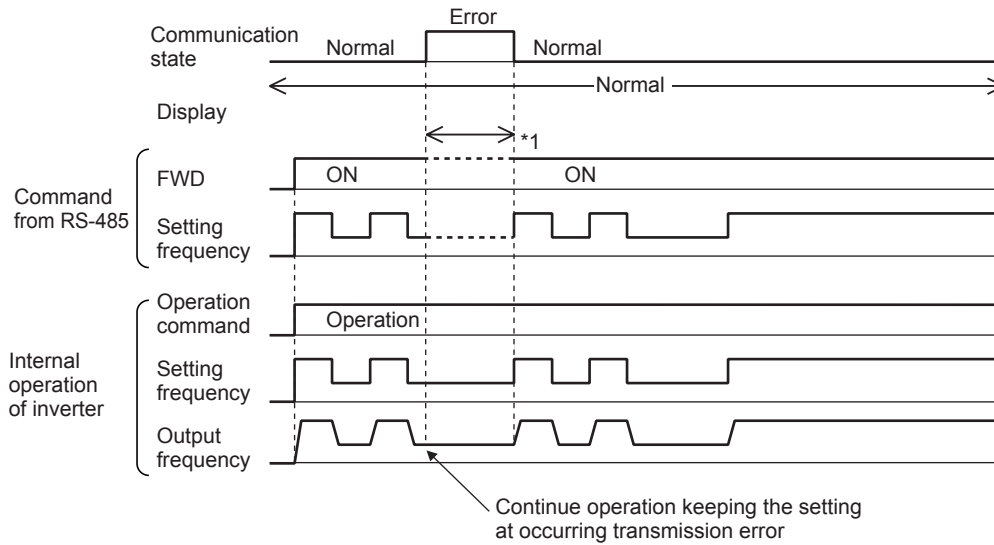 Error
Communication
state
Normal
Normal
Normal
Display
*1
Command
from RS-485
FWD
ON
ON
Setting
frequency
Internal
operation
of inverter
Operation
command
Operation
Setting
frequency
Output
frequency
Continue operation keeping the setting
at occurring transmission error